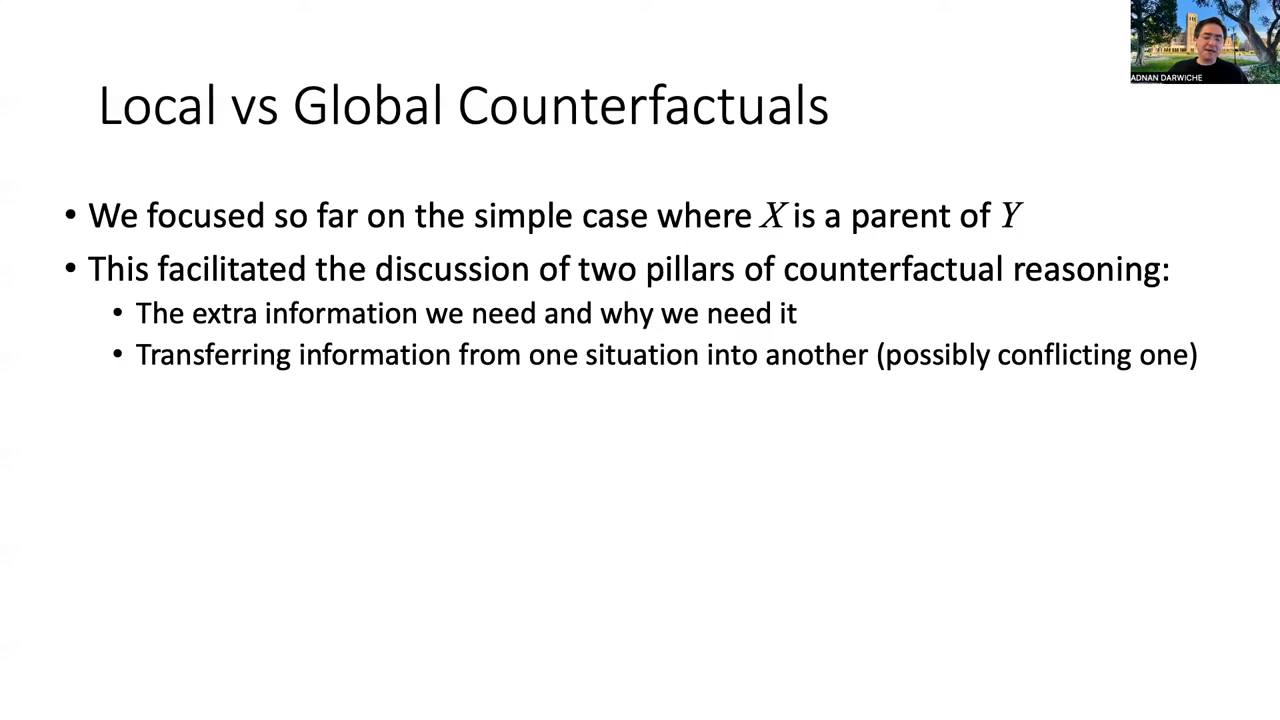 ADNAN DARWICHE
Local vs Global Counterfactuals
• We focused so far on the simple case where X is a parent of Y
• This facilitated the discussion of two pillars of counterfactual reasoning:
• The extra information we need and why we need it
• Transferring information from one situation into another (possibly conflicting one)